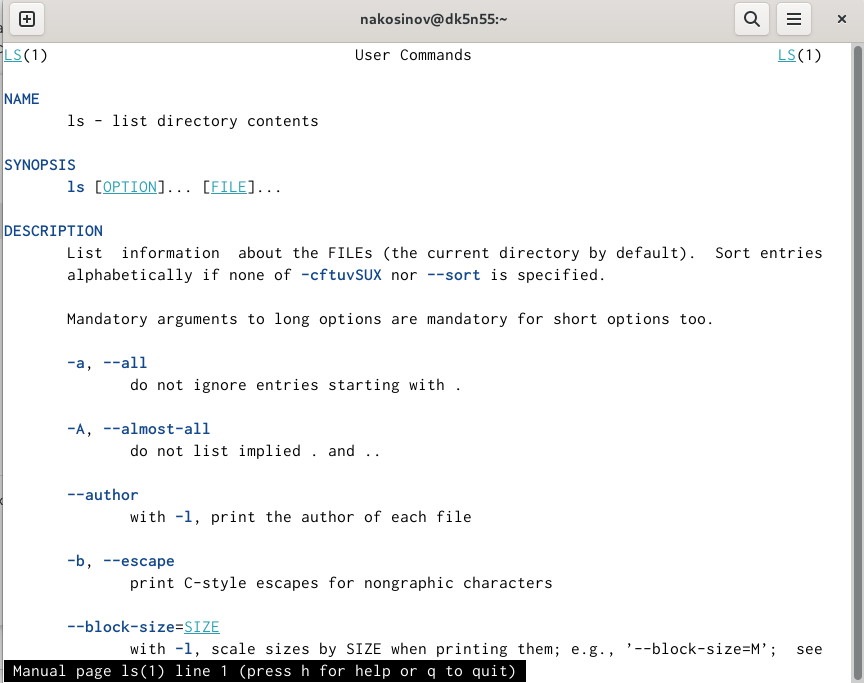 nakosinov@dk5n55:~
LS(1) User Commands LS(1)
NAME
ls - list directory contents
SYNOPSIS
ls [OPTION]... [FILE]...
DESCRIPTION
List information about the FILEs (the current directory by default). Sort entries
alphabetically if none of -cftuvSUX nor --sort is specified.
Mandatory arguments to long options are mandatory for short options too.
-a, --all
do not ignore entries starting with .
-A, --almost-all
do not list implied . and ..
--author
with -l, print the author of each file
-b, --escape
print C-style escapes for nongraphic characters
--block-size=SIZE
with -l, scale sizes by SIZE when printing them; e.g., '--block-size=M'; see
Manual page ls(1) line 1 (press h for help or q to quit)